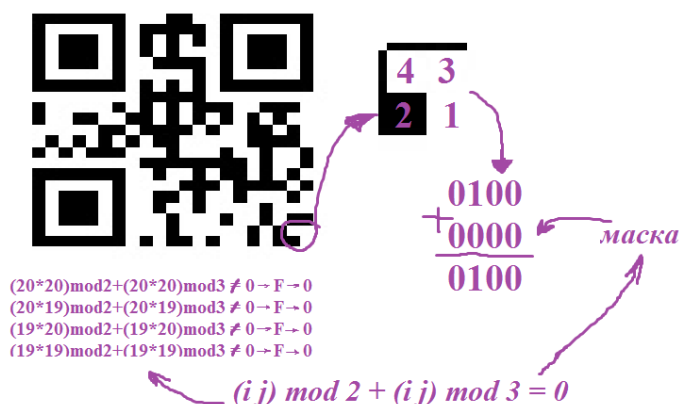 4 3
2 1
0100
+ 0000
маска
0100
(20*20)mod2+(20*20)mod3 ≠ 0→F→0
(20*19)mod2+(20*19)mod3 ≠ 0→F→0
(19*20)mod2+(19*20)mod3 ≠ 0→F→0
(19*19)mod2+(19*19)mod3 ≠ 0→F→0
(i j) mod 2 + (i j) mod 3 = 0